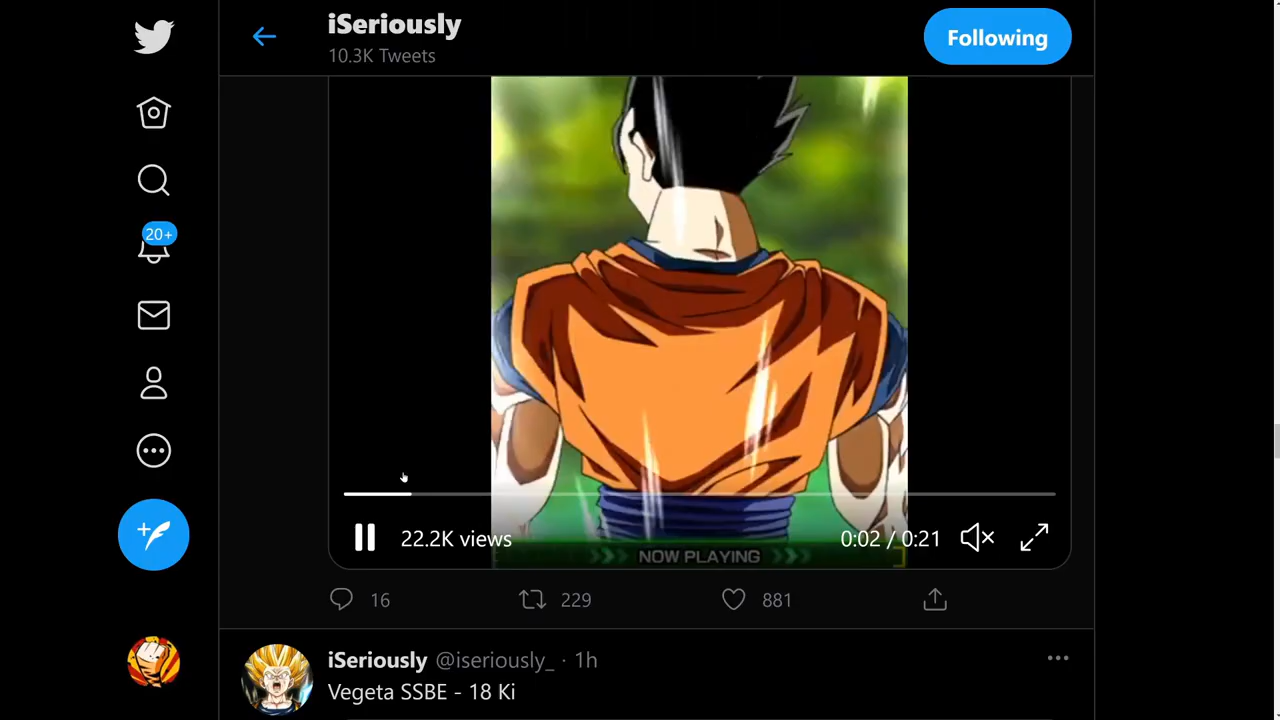 iSeriously
10.3K Tweets
Following
20+
22.2K views
0:02 / 0:21
NOW PLAYING
16
229
881
iSeriously @iseriously_ · 1h
Vegeta SSBE - 18 Ki